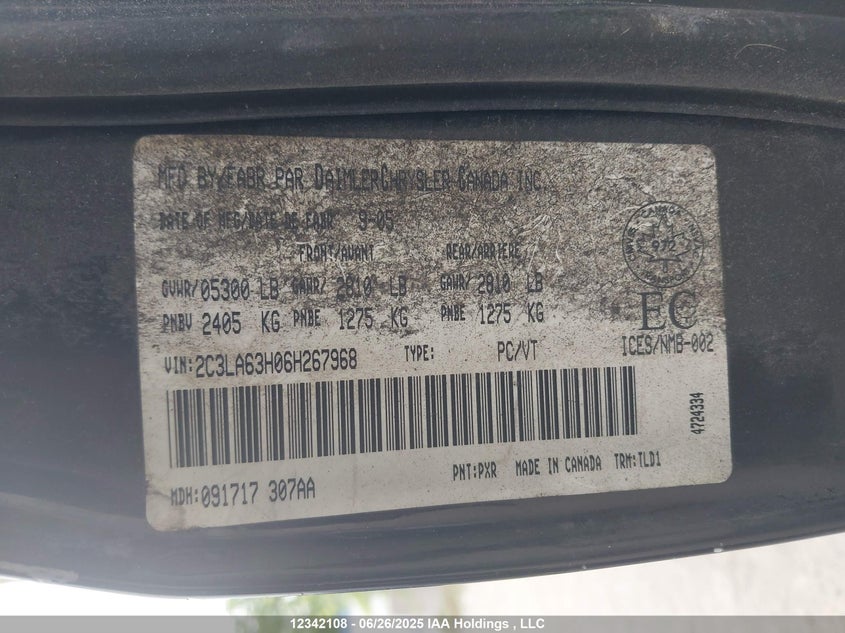 MFD BY/FABR PAR DAIMLERCHRYSLER CANADA INC.
DATE OF MFG/DATE DE FABR 9-05
FRONT/AVANT REAR/ARRIERE
GVWR/05300 LB GAWR/ 2810 LB GAWR/ 2810 LB
PNBV 2405 KG PNBE 1275 KG PNBE 1275 KG
CANADA
972
EC
ICES/NMB-002
VIN:2C3LA63H06H267968 TYPE: PC/VT
4724334
PNT:PXR MADE IN CANADA TRM:TLD1
MDH:091717 307AA
12342108 - 06/26/2025 IAA Holdings , LLC